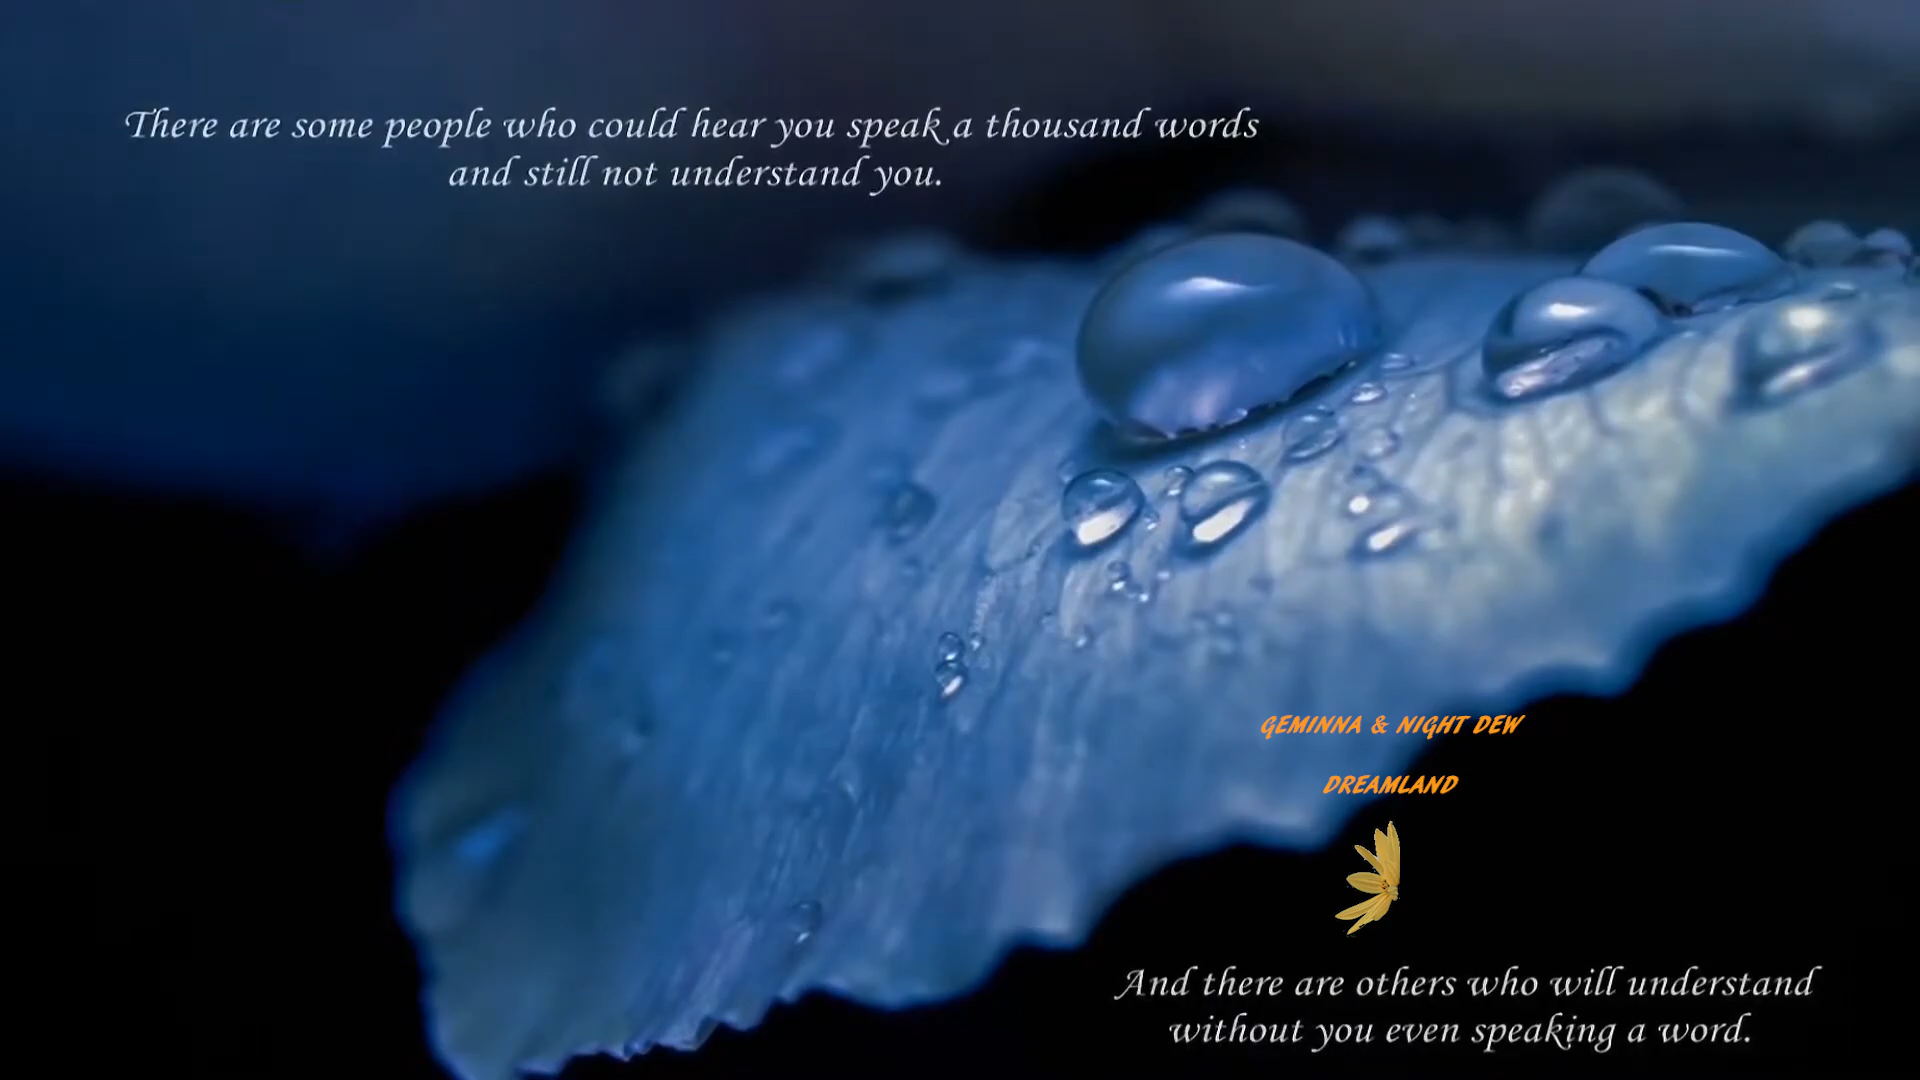 There are some people who could hear you speak a thousand words
and still not understand you.
GEMINNA & NIGHT DEW
DREAMLAND
And there are others who will understand
without you even speaking a word.